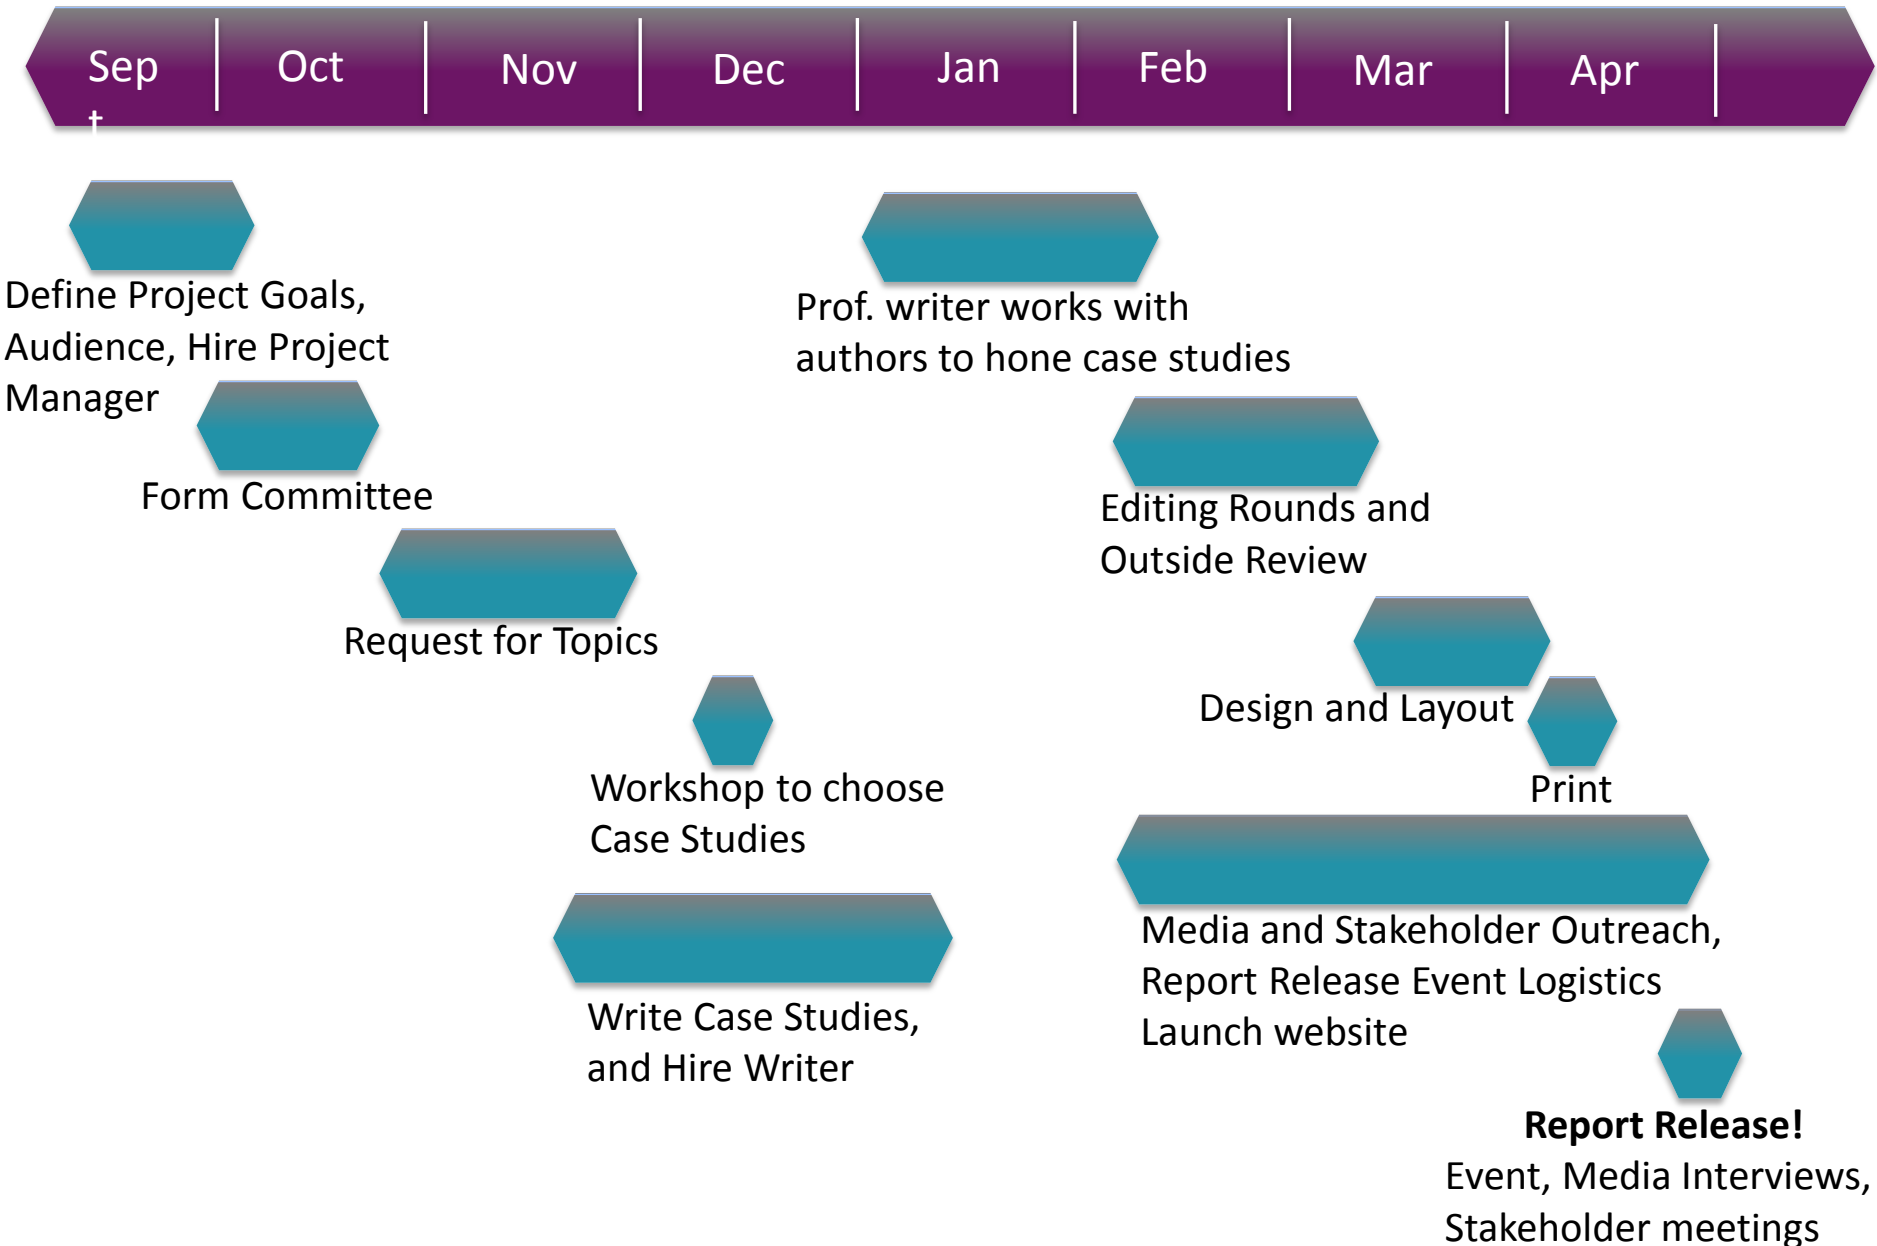 Sep
t
Oct
Nov
Dec
Jan
Feb
Mar
Apr
Define Project Goals,
Audience, Hire Project
Manager
Form Committee
Request for Topics
Workshop to choose
Case Studies
Write Case Studies,
and Hire Writer
Prof. writer works with
authors to hone case studies
Editing Rounds and
Outside Review
Design and Layout
Print
Media and Stakeholder Outreach,
Report Release Event Logistics
Launch website
Report Release!
Event, Media Interviews,
Stakeholder meetings